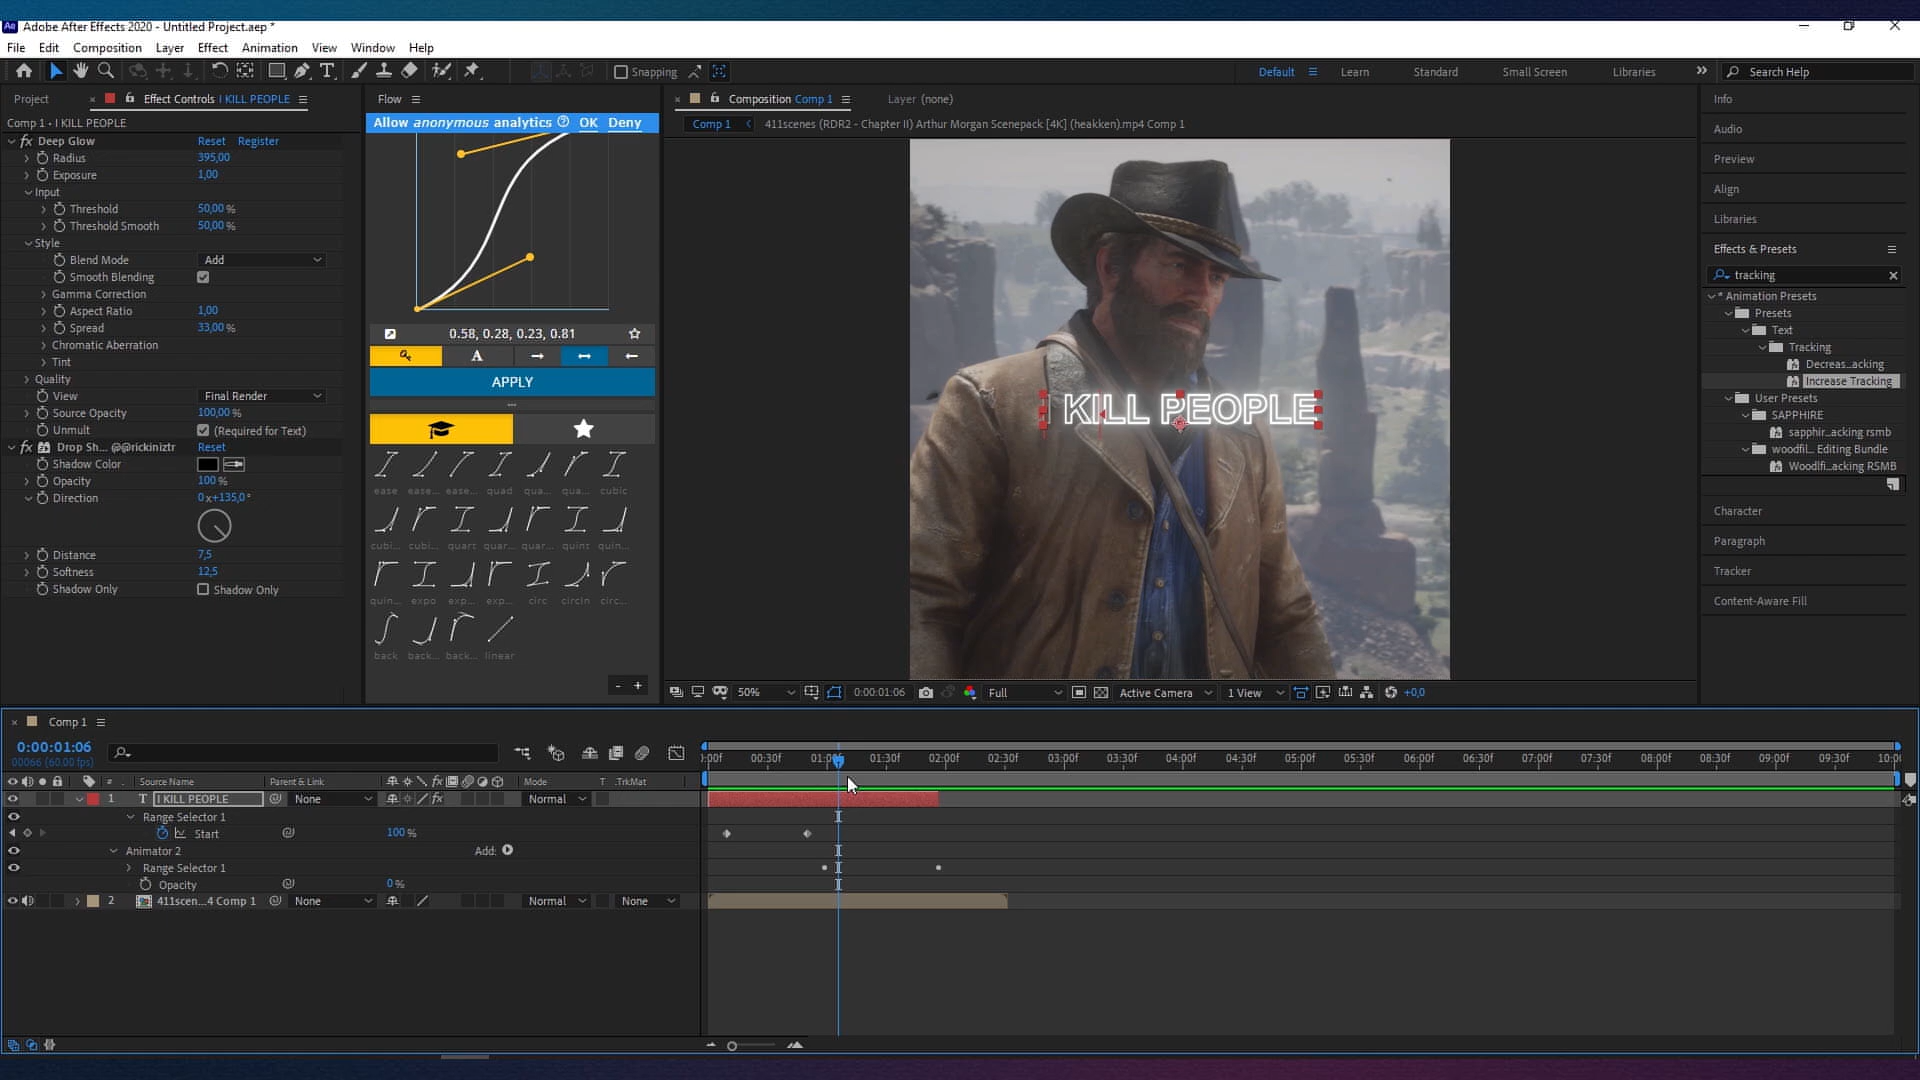 Adobe After Effects 2020 - Untitled Project.aep *
File Edit Composition Layer Effect Animation View Window Help
Snapping
Default Learn Standard Small Screen Libraries Search Help
Project Effect Controls I KILL PEOPLE
Comp 1 • I KILL PEOPLE
fx Deep Glow Reset Register
Radius 395,00
Exposure 1,00
Input
Threshold 50,00 %
Threshold Smooth 50,00 %
Style
Blend Mode Add
Smooth Blending
Gamma Correction
Aspect Ratio 1,00
Spread 33,00 %
Chromatic Aberration
Tint
Quality
View Final Render
Source Opacity 100,00 %
Unmult (Required for Text)
fx Drop Sh... @@rickiniztr Reset
Shadow Color
Opacity 100 %
Direction 0x+135,0°
Distance 7,5
Softness 12,5
Shadow Only Shadow Only
Flow
Allow anonymous analytics OK Deny
0.58, 0.28, 0.23, 0.81
A
APPLY
ease ease... ease... quad qua... qua... cubic
cubi... cubi... quart quar... quar... quint quin...
quin... expo exp... exp... circ circIn circ...
back back... back... linear
- +
Composition Comp 1 Layer (none)
Comp 1 411scenes (RDR2 - Chapter II) Arthur Morgan Scenepack [4K] (heakken).mp4 Comp 1
I KILL PEOPLE
50% 0:00:01:06 Full Active Camera 1 View +0,0
Info
Audio
Preview
Align
Libraries
Effects & Presets
tracking
* Animation Presets
Presets
Text
Tracking
Decreas...acking
Increase Tracking
User Presets
SAPPHIRE
sapphir...acking rsmb
woodfil... Editing Bundle
Woodlfi...acking RSMB
Character
Paragraph
Tracker
Content-Aware Fill
Comp 1
0:00:01:06
00066 (60.00 fps)
:00f 00:30f 01:0 01:30f 02:00f 02:30f 03:00f 03:30f 04:00f 04:30f 05:00f 05:30f 06:00f 06:30f 07:00f 07:30f 08:00f 08:30f 09:00f 09:30f 10:0
# . Source Name Parent & Link fx Mode T .TrkMat
1 T I KILL PEOPLE None fx Normal
Range Selector 1
Start 100 %
Animator 2 Add:
Range Selector 1
Opacity 0 %
2 411scen...4 Comp 1 None Normal None